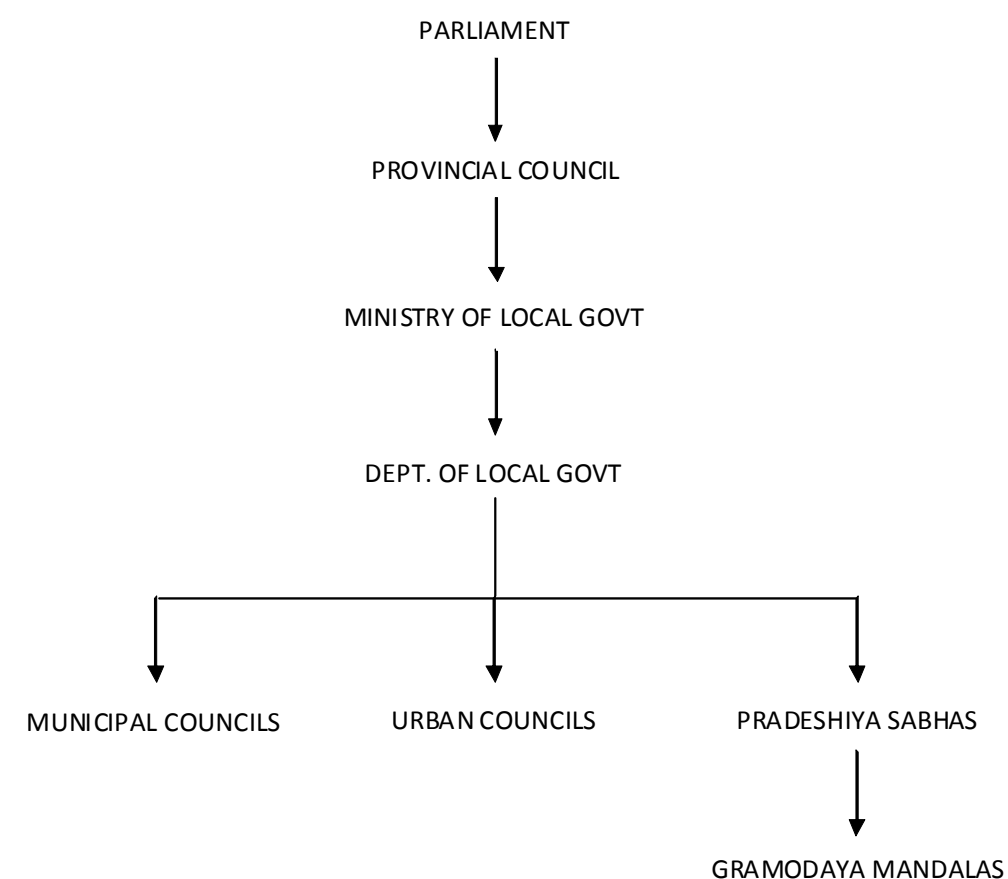 PARLIAMENT
PROVINCIAL COUNCIL
MINISTRY OF LOCAL GOVT
DEPT. OF LOCAL GOVT
MUNICIPAL COUNCILS
URBAN COUNCILS
PRADESHIYA SABHAS
GRAMODAYA MANDALAS